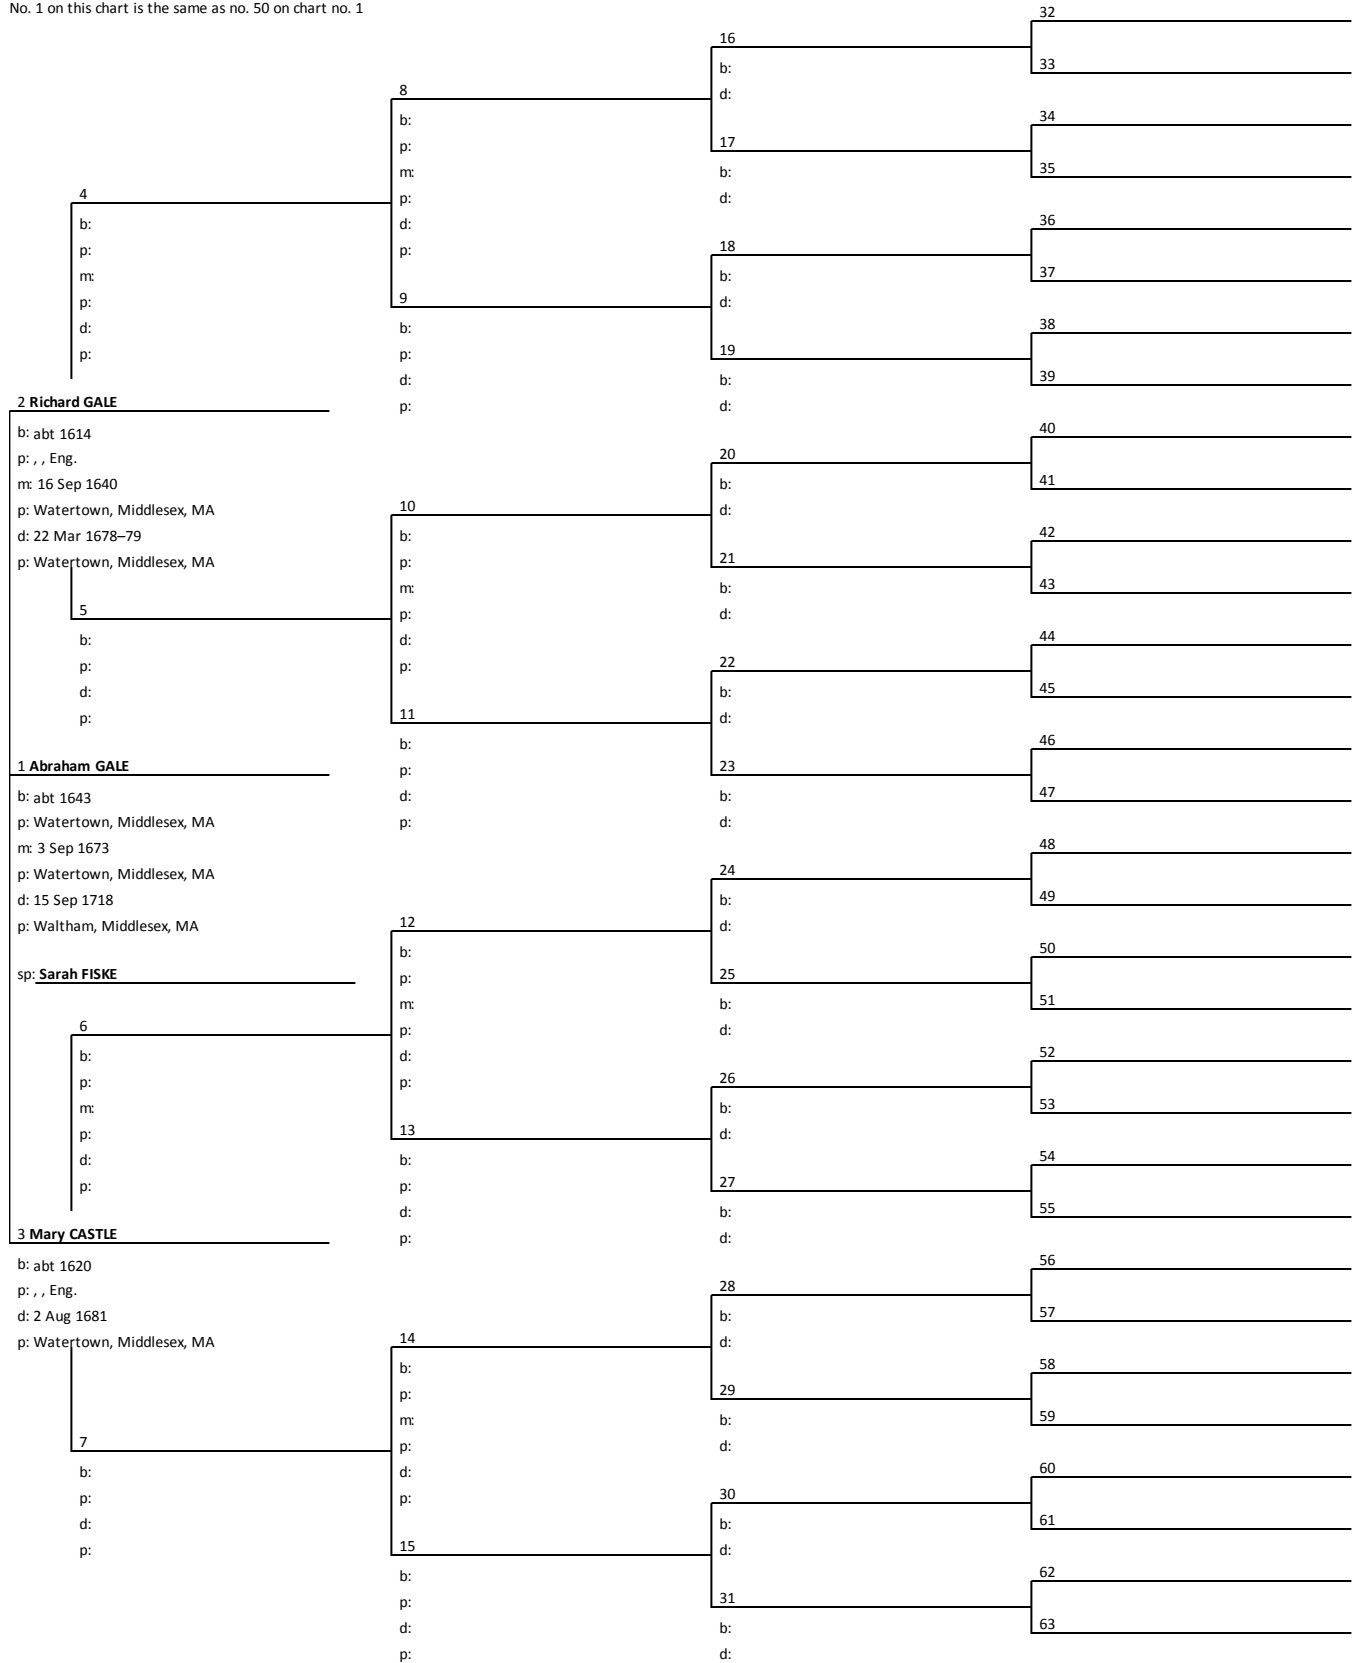 No. 1 on this chart is the same as no. 50 on chart no. 1
4
b:
p:
m:
p:
d:
p:
2 Richard GALE
b: abt 1614
p: , , Eng.
m: 16 Sep 1640
p: Watertown, Middlesex, MA
d: 22 Mar 1678–79
p: Watertown, Middlesex, MA
5
b:
p:
d:
p:
1 Abraham GALE
b: abt 1643
p: Watertown, Middlesex, MA
m: 3 Sep 1673
p: Watertown, Middlesex, MA
d: 15 Sep 1718
p: Waltham, Middlesex, MA
sp: Sarah FISKE
6
b:
p:
m:
p:
d:
p:
3 Mary CASTLE
b: abt 1620
p: , , Eng.
d: 2 Aug 1681
p: Watertown, Middlesex, MA
7
b:
p:
d:
p:
8
b:
p:
m:
p:
d:
p:
9
b:
p:
d:
p:
10
b:
p:
m:
p:
d:
p:
11
b:
p:
d:
p:
12
b:
p:
m:
p:
d:
p:
13
b:
p:
d:
p:
14
b:
p:
m:
p:
d:
p:
15
b:
p:
d:
p:
16
b:
d:
17
b:
d:
18
b:
d:
19
b:
d:
20
b:
d:
21
b:
d:
22
b:
d:
23
b:
d:
24
b:
d:
25
b:
d:
26
b:
d:
27
b:
d:
28
b:
d:
29
b:
d:
30
b:
d:
31
b:
d:
32
33
34
35
36
37
38
39
40
41
42
43
44
45
46
47
48
49
50
51
52
53
54
55
56
57
58
59
60
61
62
63